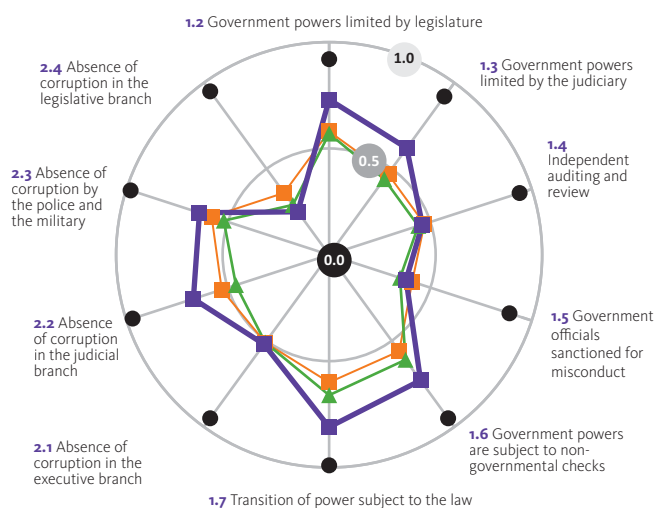 1.2 Government powers limited by legislature
1.0
1.3 Government powers
limited by the judiciary
1.4
Independent
auditing and
review
1.5 Government
officials
sanctioned for
misconduct
1.6 Government powers
are subject to non-
governmental checks
1.7 Transition of power subject to the law
2.1 Absence of
corruption in the
executive branch
2.2 Absence
of corruption
in the judicial
branch
2.3 Absence of
corruption by
the police and
the military
2.4 Absence of
corruption in the
legislative branch
0.5
0.0